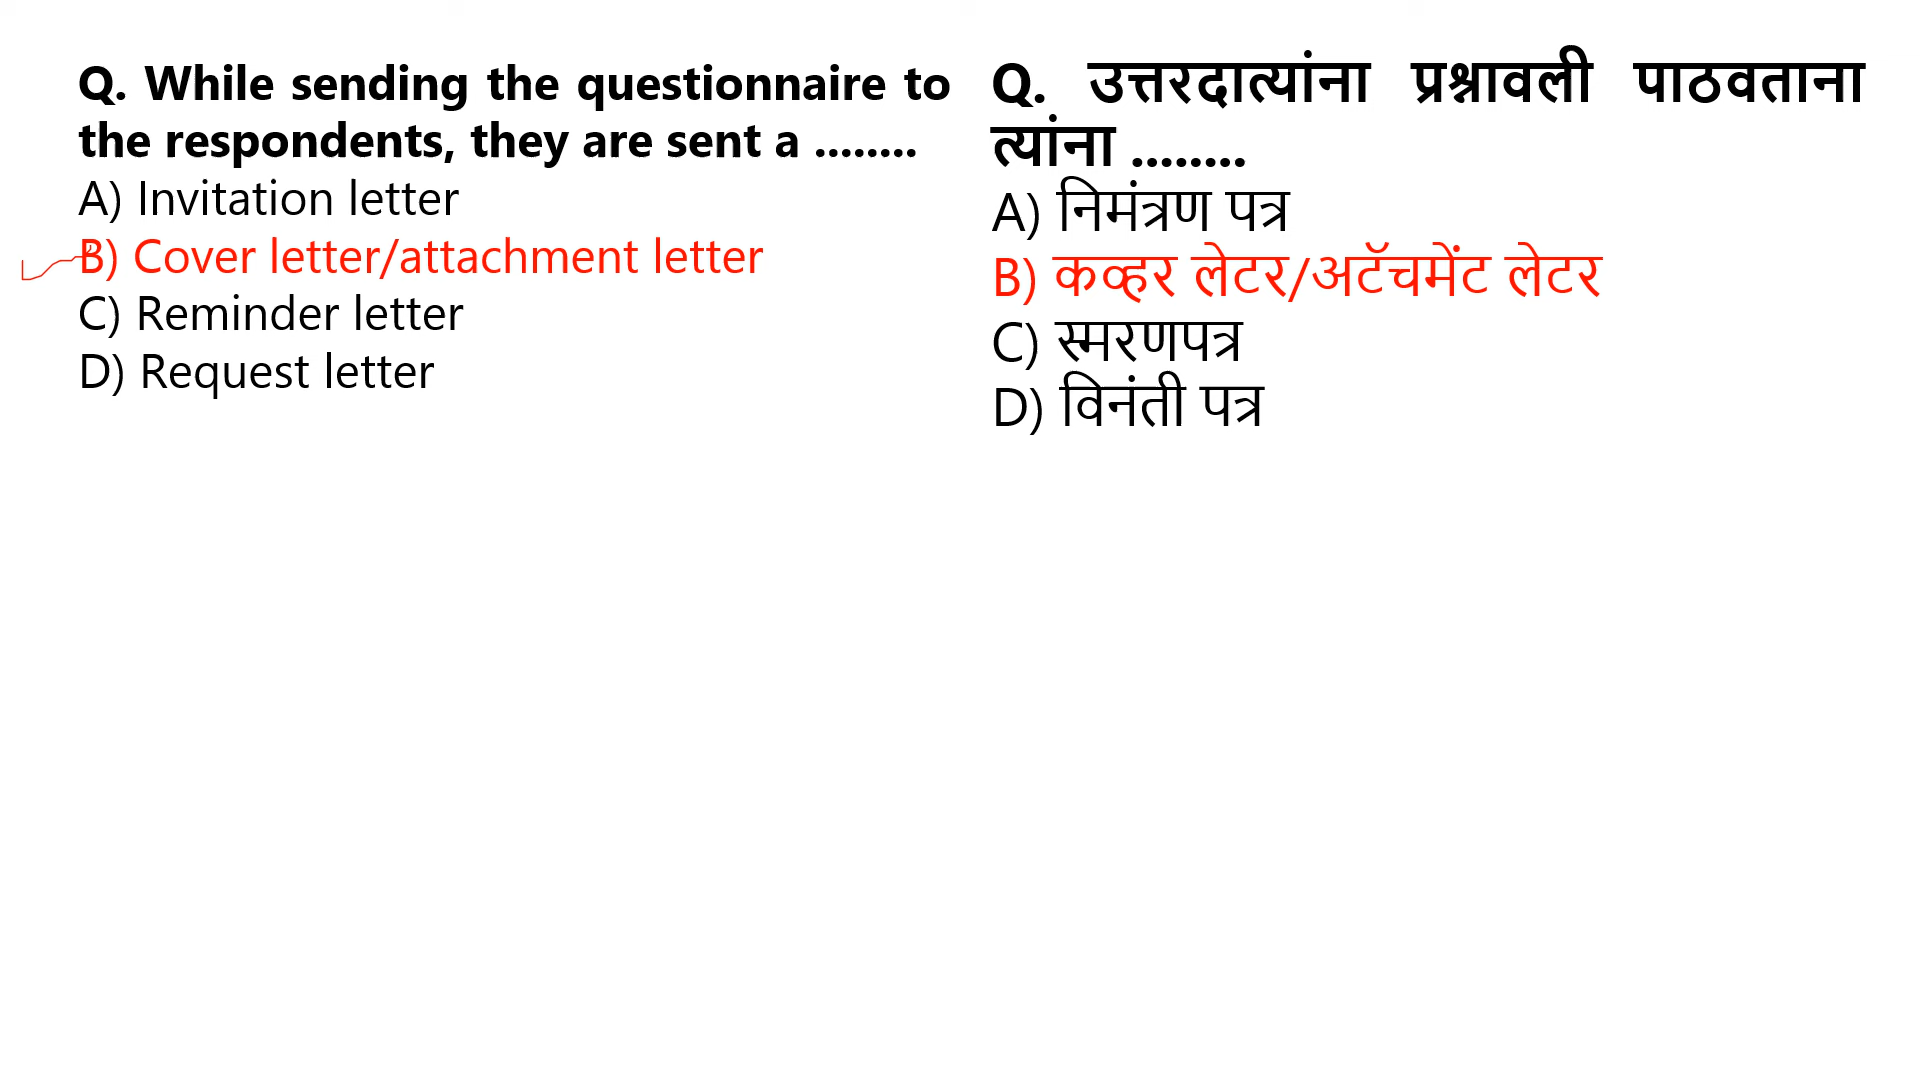 Q. While sending the questionnaire to
the respondents, they are sent a ........
A) Invitation letter
B) Cover letter/attachment letter
C) Reminder letter
D) Request letter
Q. उत्तरदात्यांना प्रश्नावली पाठवताना
त्यांना ........
A) निमंत्रण पत्र
B) कव्हर लेटर/अटॅचमेंट लेटर
C) स्मरणपत्र
D) विनंती पत्र